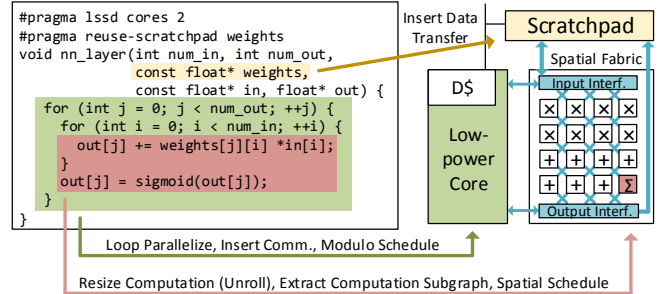 #pragma lssd cores 2
#pragma reuse-scratchpad weights
void nn_layer(int num_in, int num_out,
const float* weights,
const float* in, float* out) {
for (int j = 0; j < num_out; ++j) {
for (int i = 0; i < num_in; ++i) {
out[j] += weights[j][i] *in[i];
}
out[j] = sigmoid(out[j]);
}
}
Insert Data
Transfer
Scratchpad
Spatial Fabric
D$
Low-
power
Core
Input Interf.
× × × ×
× × × ×
+ + + +
+ + + Σ
Output Interf.
Loop Parallelize, Insert Comm., Modulo Schedule
Resize Computation (Unroll), Extract Computation Subgraph, Spatial Schedule